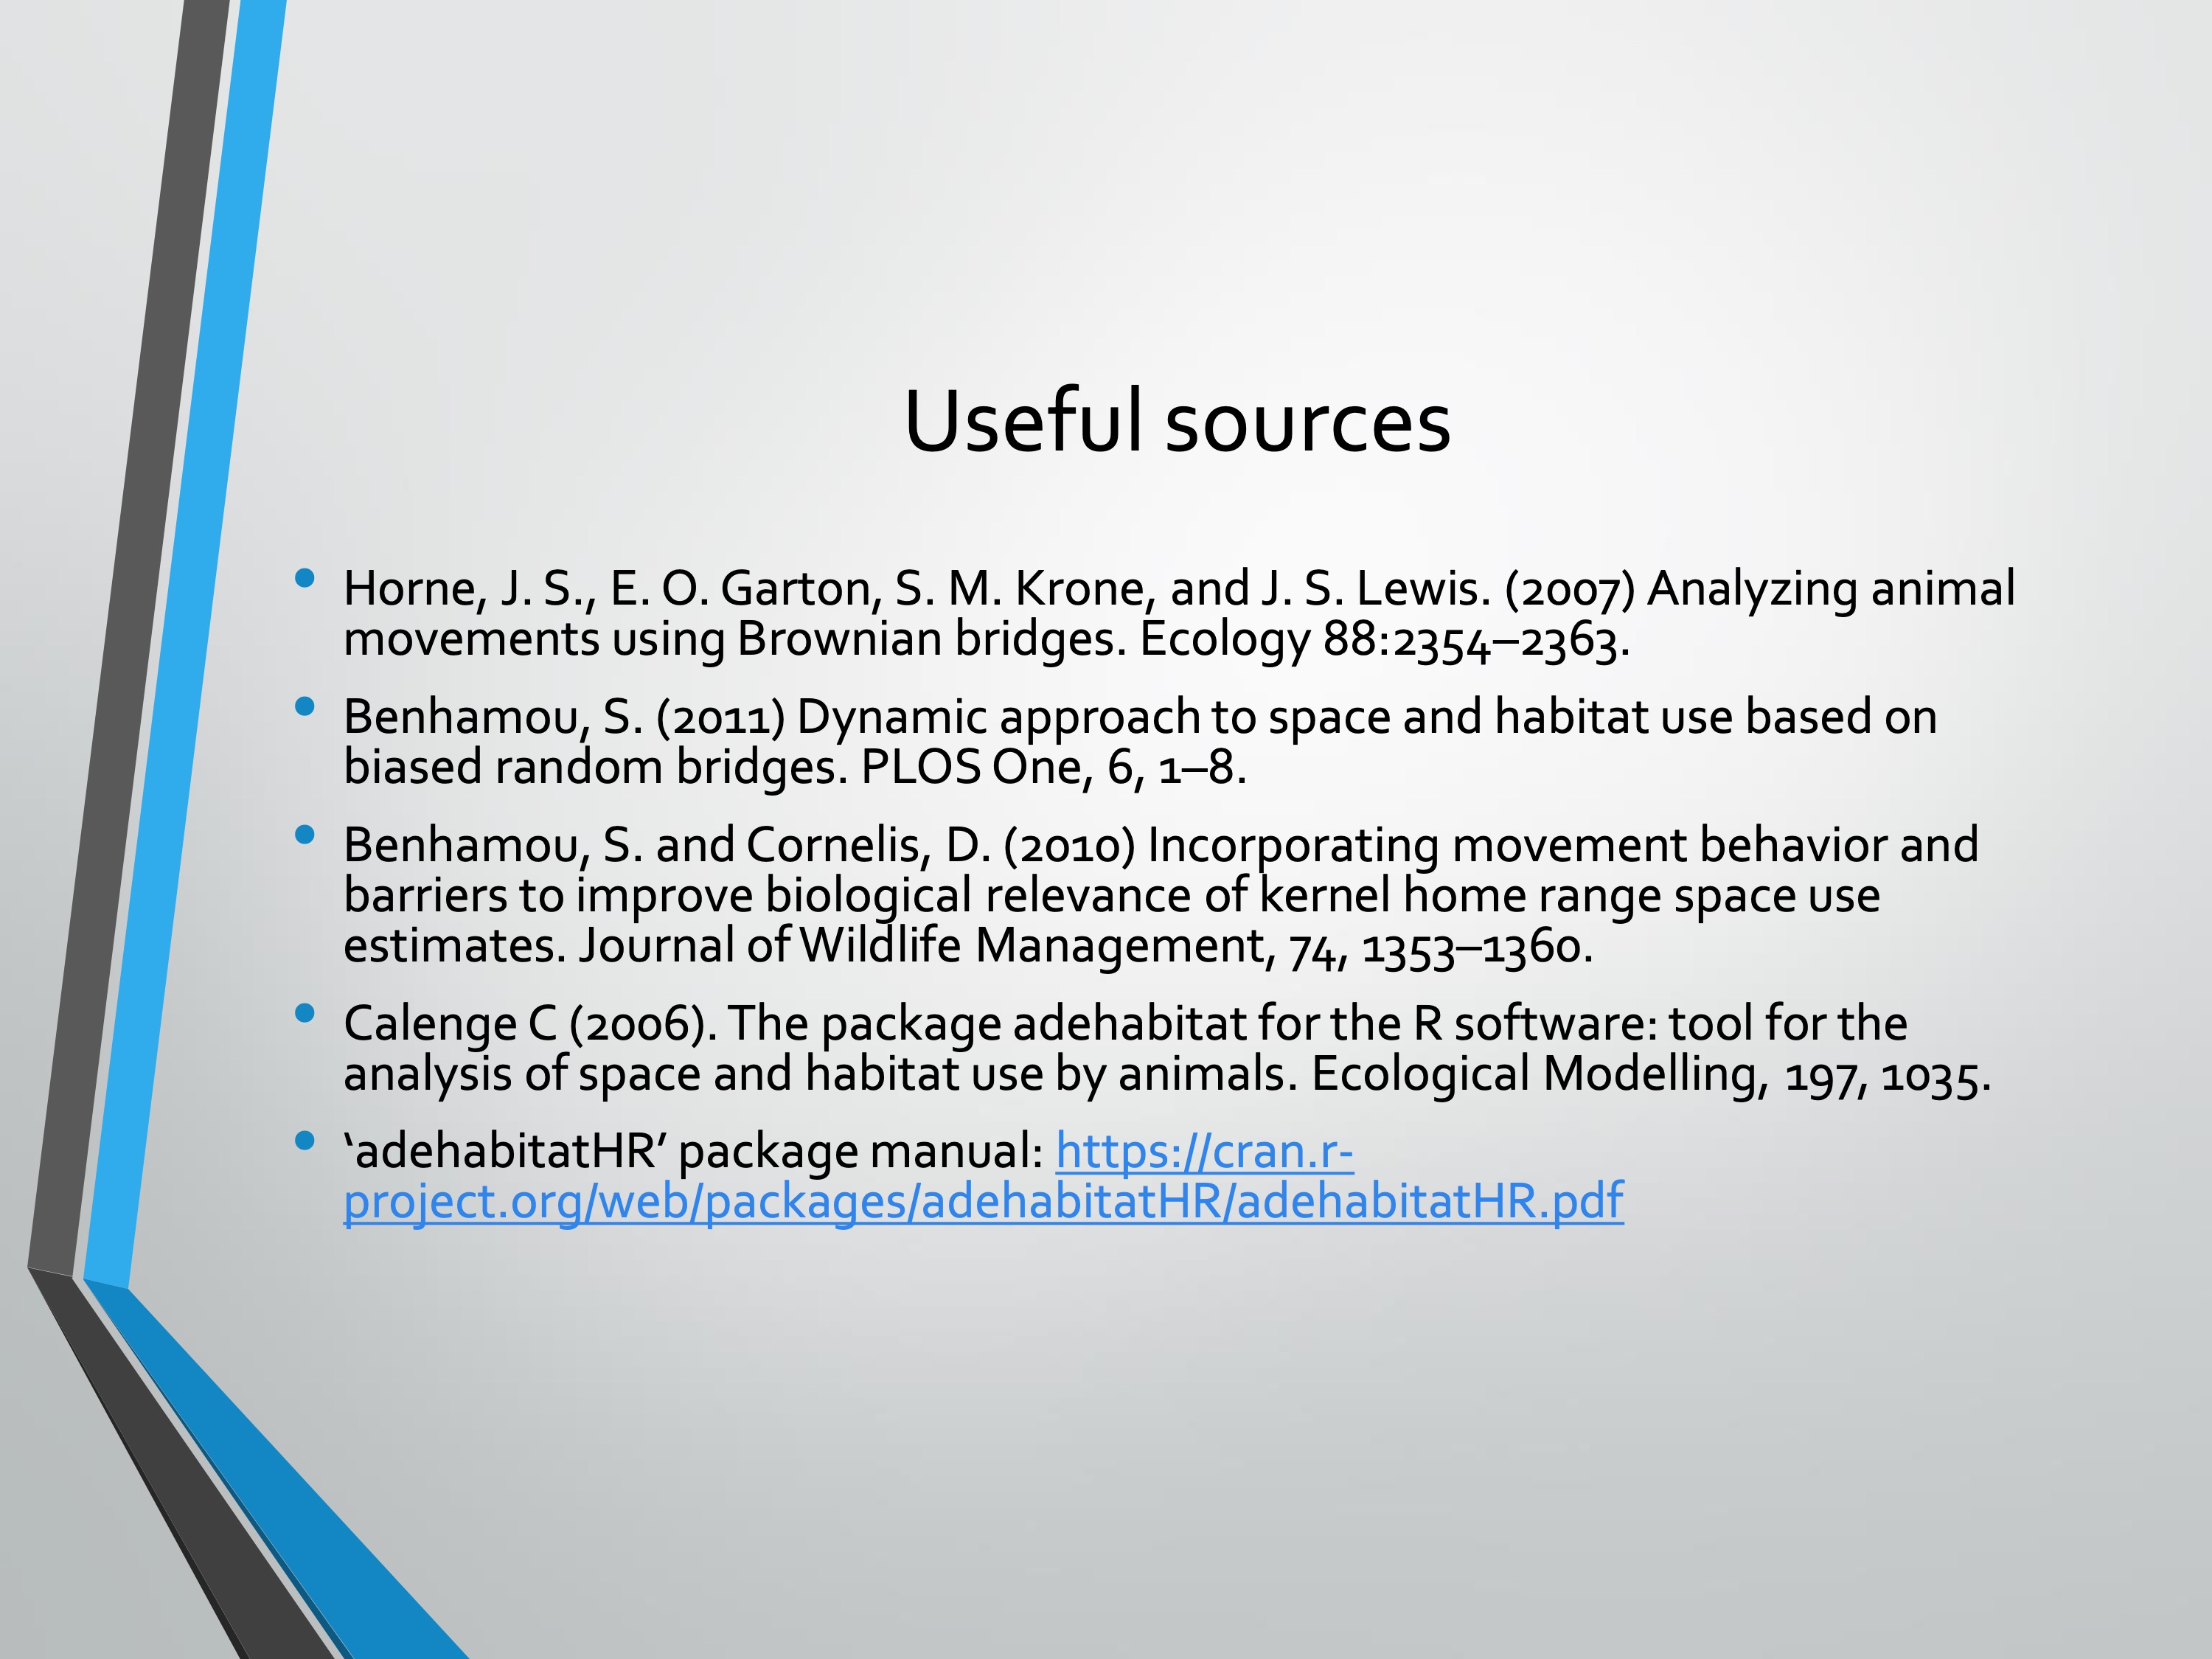 Useful sources
• Horne, J. S., E. O. Garton, S. M. Krone, and J. S. Lewis. (2007) Analyzing animal
movements using Brownian bridges. Ecology 88:2354–2363.
• Benhamou, S. (2011) Dynamic approach to space and habitat use based on
biased random bridges. PLOS One, 6, 1–8.
• Benhamou, S. and Cornelis, D. (2010) Incorporating movement behavior and
barriers to improve biological relevance of kernel home range space use
estimates. Journal of Wildlife Management, 74, 1353–1360.
• Calenge C (2006). The package adehabitat for the R software: tool for the
analysis of space and habitat use by animals. Ecological Modelling, 197, 1035.
• ‘adehabitatHR’ package manual: https://cran.r-
project.org/web/packages/adehabitatHR/adehabitatHR.pdf